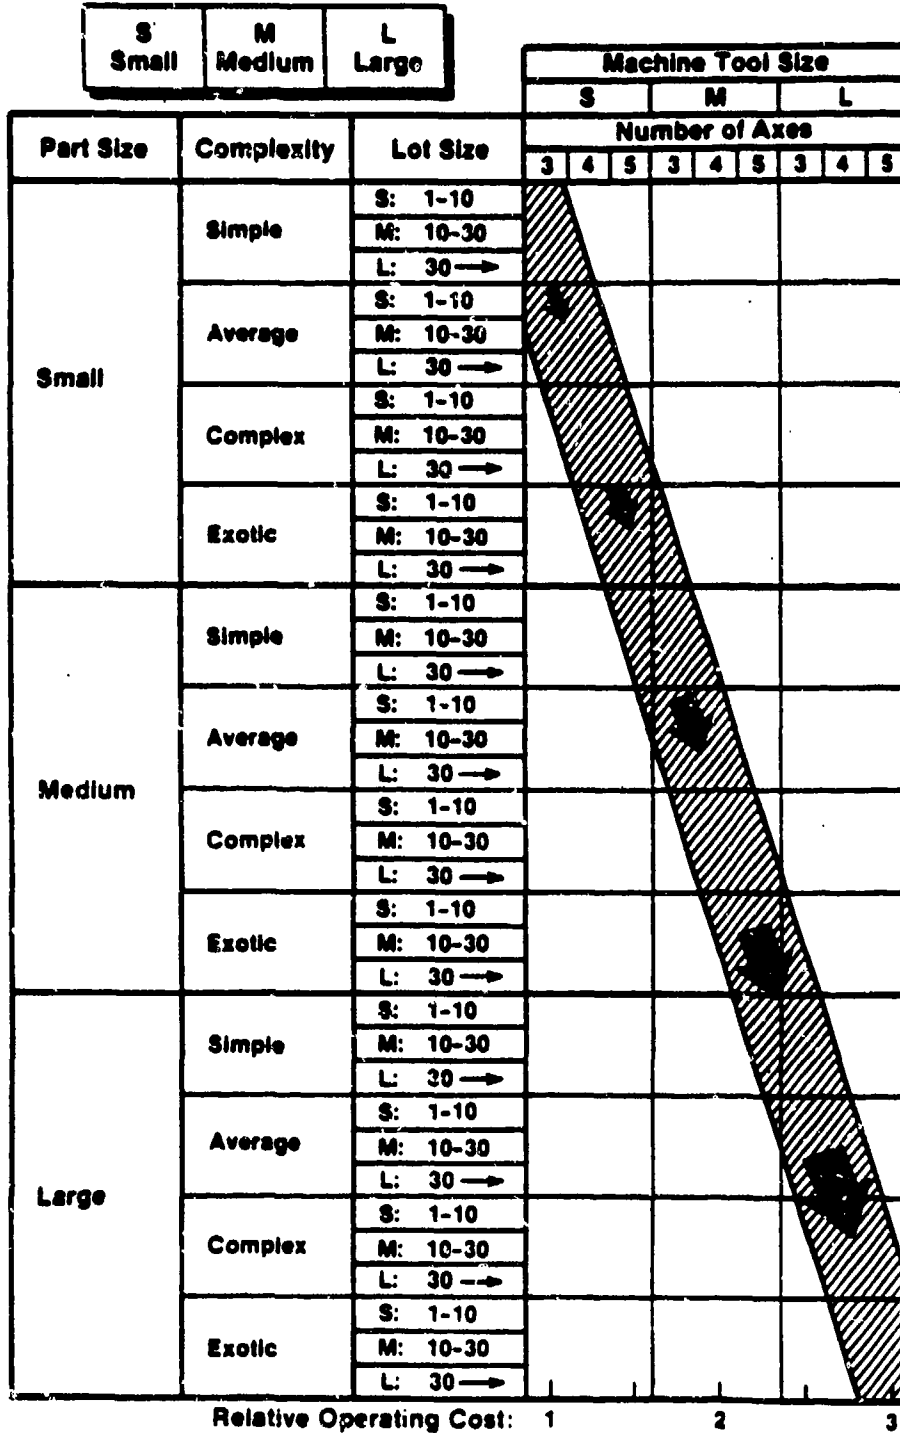 S M L
Small Medium Large
Machine Tool Size
S M L
Part Size Complexity Lot Size Number of Axes
3 4 5 3 4 5 3 4 5
Small
Simple
S: 1-10
M: 10-30
L: 30 →
Average
S: 1-10
M: 10-30
L: 30 →
Complex
S: 1-10
M: 10-30
L: 30 →
Exotic
S: 1-10
M: 10-30
L: 30 →
Medium
Simple
S: 1-10
M: 10-30
L: 30 →
Average
S: 1-10
M: 10-30
L: 30 →
Complex
S: 1-10
M: 10-30
L: 30 →
Exotic
S: 1-10
M: 10-30
L: 30 →
Large
Simple
S: 1-10
M: 10-30
L: 30 →
Average
S: 1-10
M: 10-30
L: 30 →
Complex
S: 1-10
M: 10-30
L: 30 →
Exotic
S: 1-10
M: 10-30
L: 30 →
Relative Operating Cost: 1 2 3